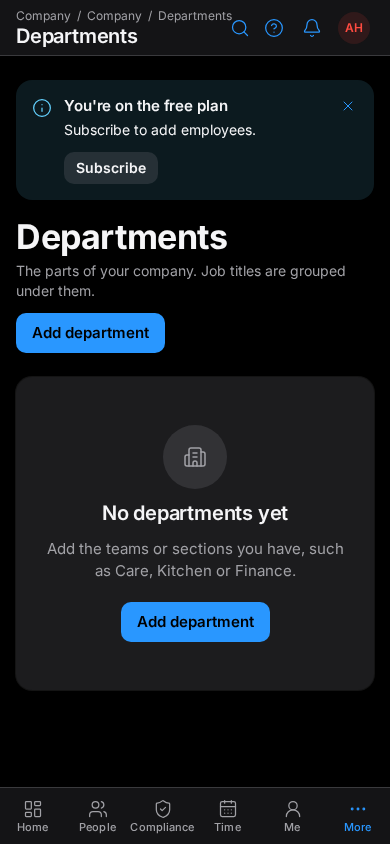 Company / Company / Departments
Departments
AH
You're on the free plan
Subscribe to add employees.
Subscribe
Departments
The parts of your company. Job titles are grouped
under them.
Add department
No departments yet
Add the teams or sections you have, such
as Care, Kitchen or Finance.
Add department
Home People Compliance Time Me More